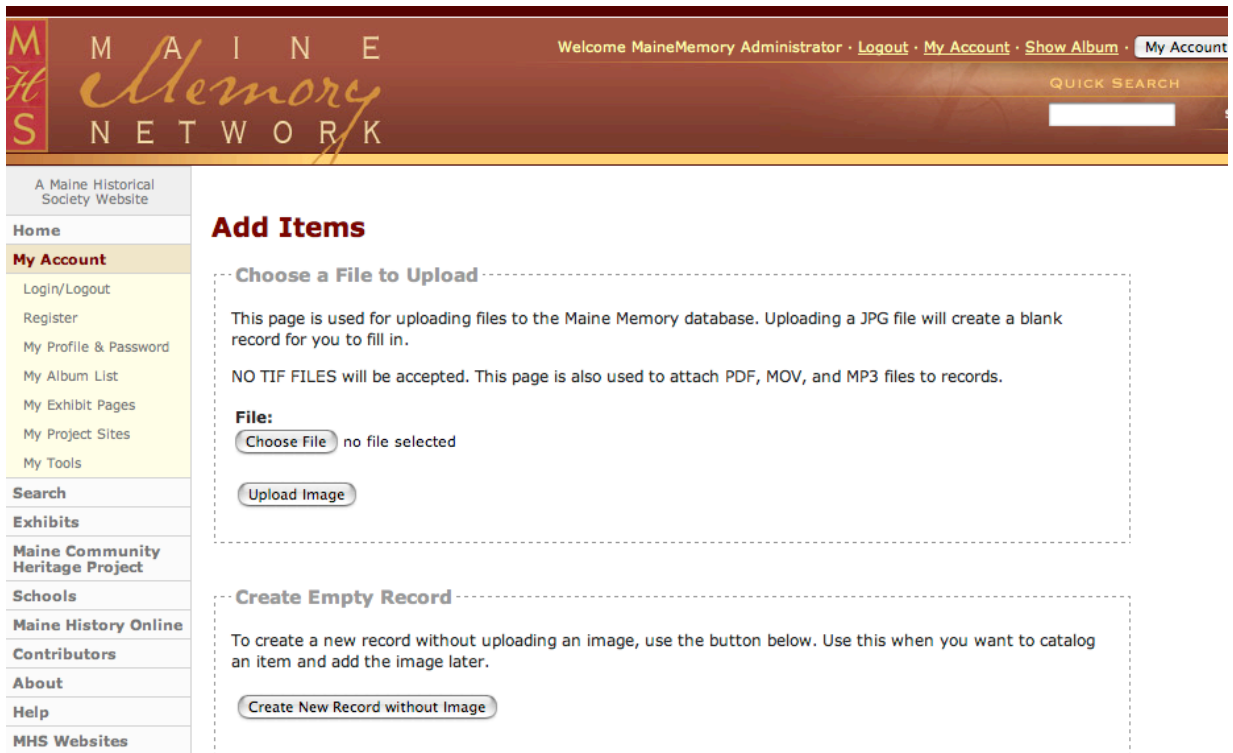 MHS
MAINE
Memory
NETWORK
Welcome MaineMemory Administrator · Logout · My Account · Show Album · My Account
QUICK SEARCH
A Maine Historical
Society Website
Home
My Account
Login/Logout
Register
My Profile & Password
My Album List
My Exhibit Pages
My Project Sites
My Tools
Search
Exhibits
Maine Community
Heritage Project
Schools
Maine History Online
Contributors
About
Help
MHS Websites
Add Items
Choose a File to Upload
This page is used for uploading files to the Maine Memory database. Uploading a JPG file will create a blank
record for you to fill in.
NO TIF FILES will be accepted. This page is also used to attach PDF, MOV, and MP3 files to records.
File:
Choose File no file selected
Upload Image
Create Empty Record
To create a new record without uploading an image, use the button below. Use this when you want to catalog
an item and add the image later.
Create New Record without Image